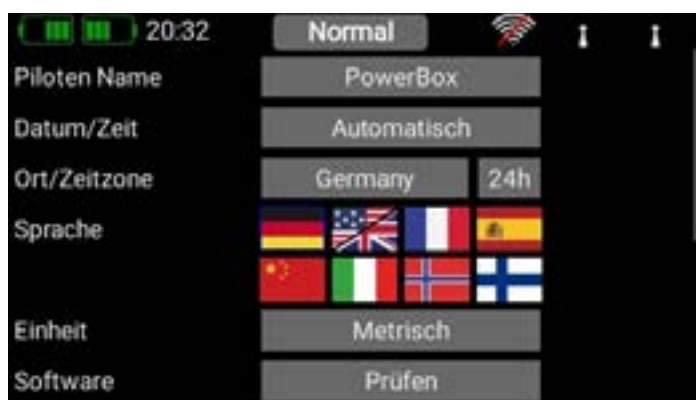 20:32 Normal
Piloten Name PowerBox
Datum/Zeit Automatisch
Ort/Zeitzone Germany 24h
Sprache
Einheit Metrisch
Software Prüfen